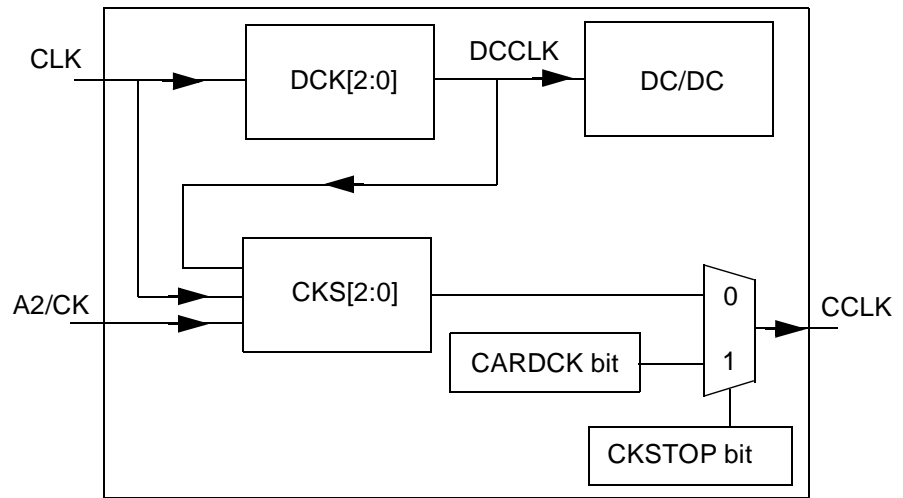 CLK
DCK[2:0]
DCCLK
DC/DC
A2/CK
CKS[2:0]
0
CCLK
CARDCK bit
1
CKSTOP bit